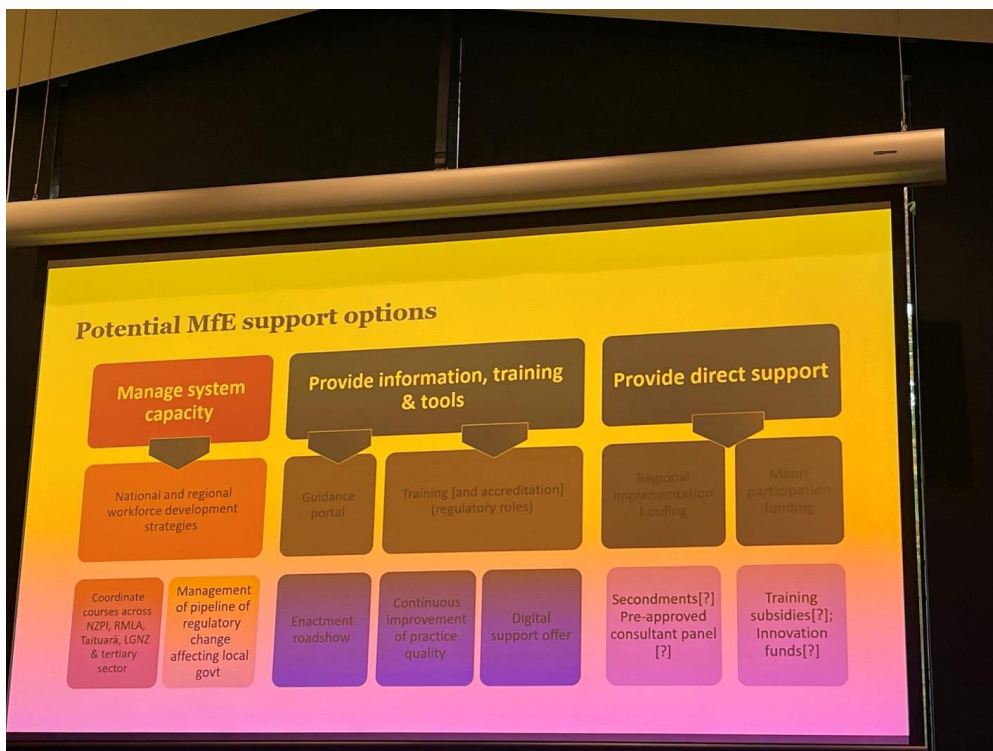 Potential MfE support options
Manage system
capacity
Provide information, training
& tools
Provide direct support
National and regional
workforce development
strategies
Guidance
portal
Training [and accreditation]
(regulatory roles)
Regional
implementation
funding
Māori
participation
funding
Coordinate
courses across
NZPI, RMLA,
Taituarā, LGNZ
& tertiary
sector
Management
of pipeline of
regulatory
change
affecting local
govt
Enactment
roadshow
Continuous
improvement
of practice
quality
Digital
support offer
Secondments[?]
Pre-approved
consultant panel
[?]
Training
subsidies[?];
Innovation
funds[?]